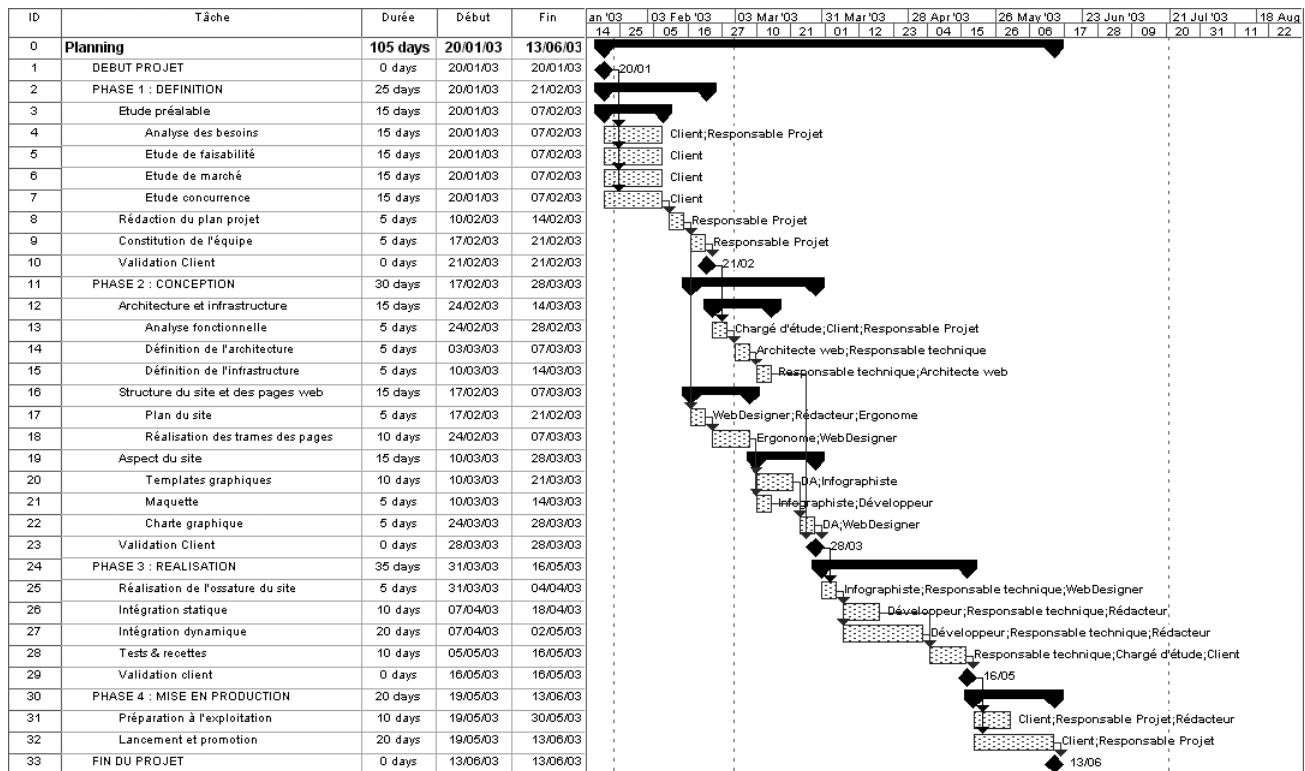 ID Tâche Durée Début Fin an '03 03 Feb '03 03 Mar '03 31 Mar '03 28 Apr '03 26 May '03 23 Jun '03 21 Jul '03 18 Aug
14 25 05 16 27 10 21 01 12 23 04 15 26 06 17 28 09 20 31 11 22
0 Planning 105 days 20/01/03 13/06/03
1 DEBUT PROJET 0 days 20/01/03 20/01/03 20/01
2 PHASE 1 : DEFINITION 25 days 20/01/03 21/02/03
3 Etude préalable 15 days 20/01/03 07/02/03
4 Analyse des besoins 15 days 20/01/03 07/02/03 Client;Responsable Projet
5 Etude de faisabilité 15 days 20/01/03 07/02/03 Client
6 Etude de marché 15 days 20/01/03 07/02/03 Client
7 Etude concurrence 15 days 20/01/03 07/02/03 Client
8 Rédaction du plan projet 5 days 10/02/03 14/02/03 Responsable Projet
9 Constitution de l'équipe 5 days 17/02/03 21/02/03 Responsable Projet
10 Validation Client 0 days 21/02/03 21/02/03 21/02
11 PHASE 2 : CONCEPTION 30 days 17/02/03 28/03/03
12 Architecture et infrastructure 15 days 24/02/03 14/03/03
13 Analyse fonctionnelle 5 days 24/02/03 28/02/03 Chargé d'étude;Client;Responsable Projet
14 Définition de l'architecture 5 days 03/03/03 07/03/03 Architecte web;Responsable technique
15 Définition de l'infrastructure 5 days 10/03/03 14/03/03 Responsable technique;Architecte web
16 Structure du site et des pages web 15 days 17/02/03 07/03/03
17 Plan du site 5 days 17/02/03 21/02/03 WebDesigner;Rédacteur;Ergonome
18 Réalisation des trames des pages 10 days 24/02/03 07/03/03 Ergonome;WebDesigner
19 Aspect du site 15 days 10/03/03 28/03/03
20 Templates graphiques 10 days 10/03/03 21/03/03 DA;Infographiste
21 Maquette 5 days 10/03/03 14/03/03 Infographiste;Développeur
22 Charte graphique 5 days 24/03/03 28/03/03 DA;WebDesigner
23 Validation Client 0 days 28/03/03 28/03/03 28/03
24 PHASE 3 : REALISATION 35 days 31/03/03 16/05/03
25 Réalisation de l'ossature du site 5 days 31/03/03 04/04/03 Infographiste;Responsable technique;WebDesigner
26 Intégration statique 10 days 07/04/03 18/04/03 Développeur;Responsable technique;Rédacteur
27 Intégration dynamique 20 days 07/04/03 02/05/03 Développeur;Responsable technique;Rédacteur
28 Tests & recettes 10 days 05/05/03 16/05/03 Responsable technique;Chargé d'étude;Client
29 Validation client 0 days 16/05/03 16/05/03 16/05
30 PHASE 4 : MISE EN PRODUCTION 20 days 19/05/03 13/06/03
31 Préparation à l'exploitation 10 days 19/05/03 30/05/03 Client;Responsable Projet;Rédacteur
32 Lancement et promotion 20 days 19/05/03 13/06/03 Client;Responsable Projet
33 FIN DU PROJET 0 days 13/06/03 13/06/03 13/06